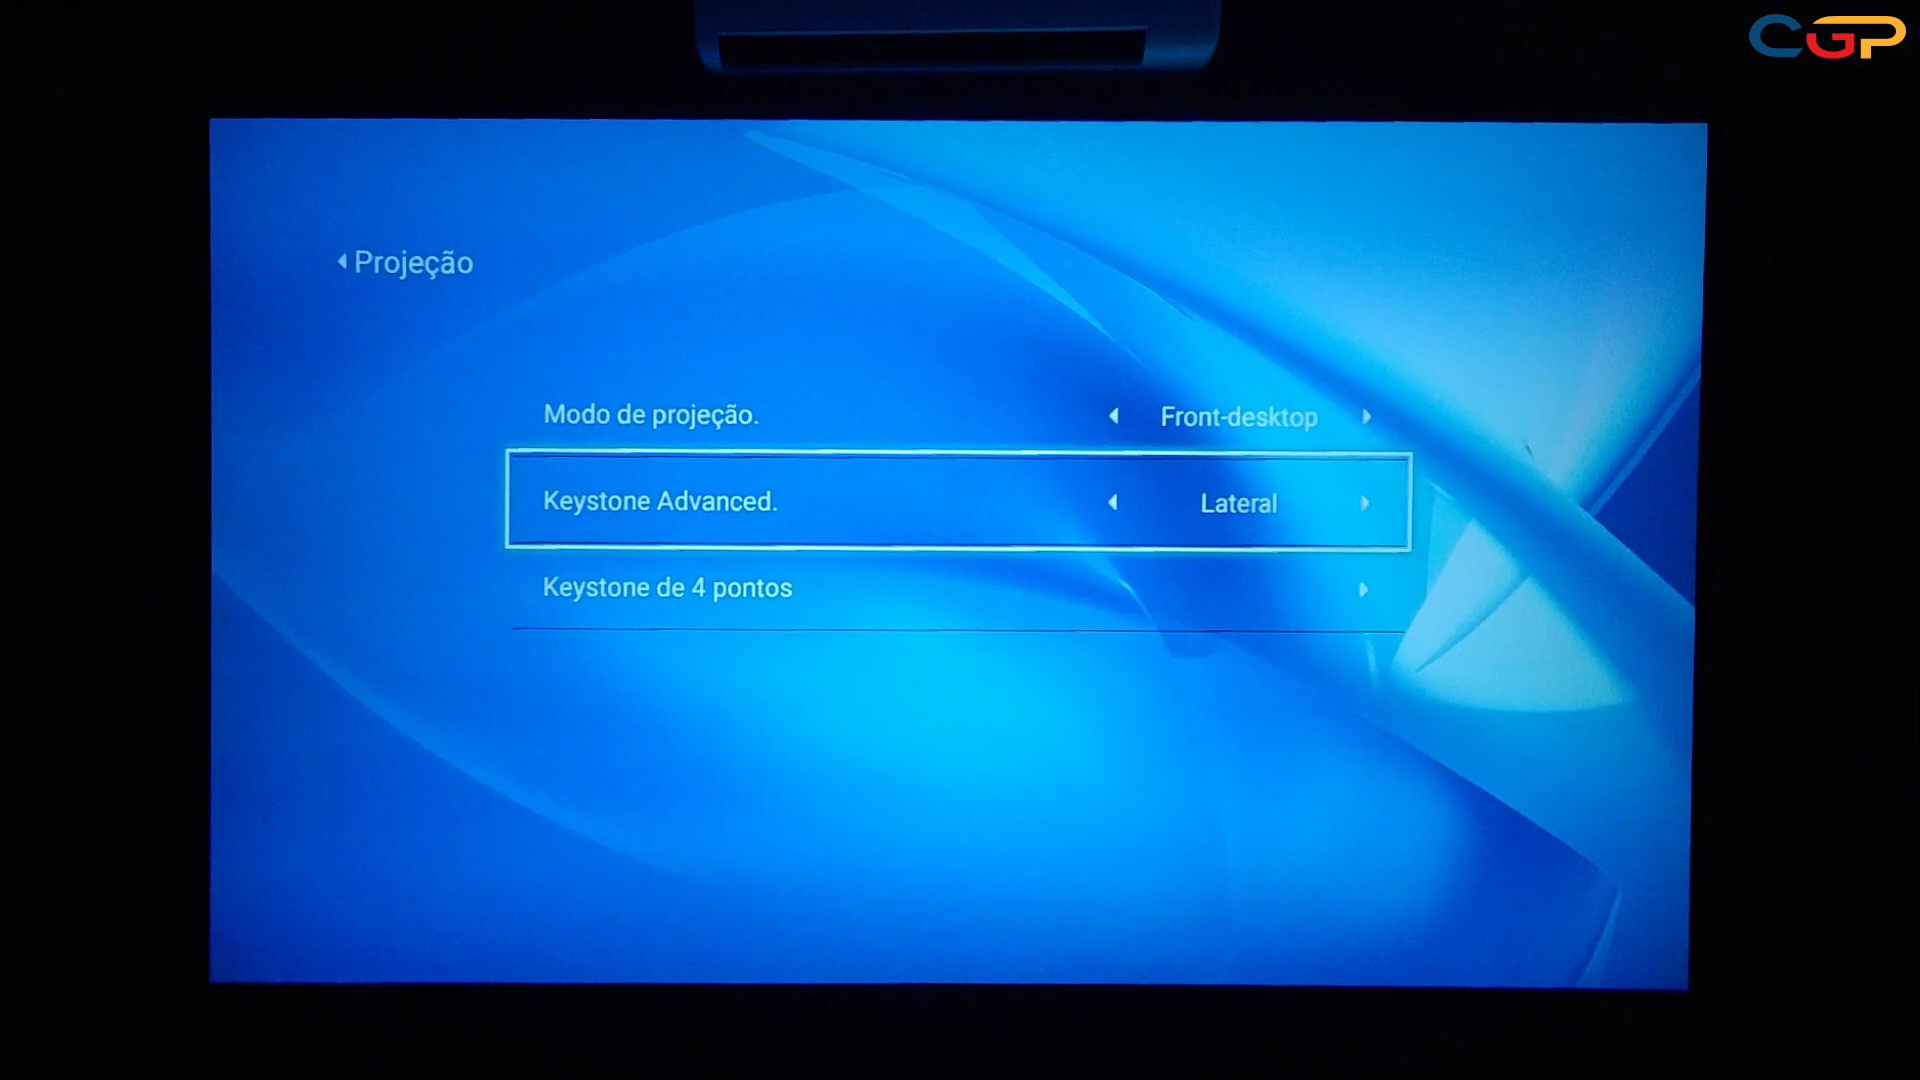 CGP
Projeção
Modo de projeção.
Front-desktop
Keystone Advanced.
Lateral
Keystone de 4 pontos